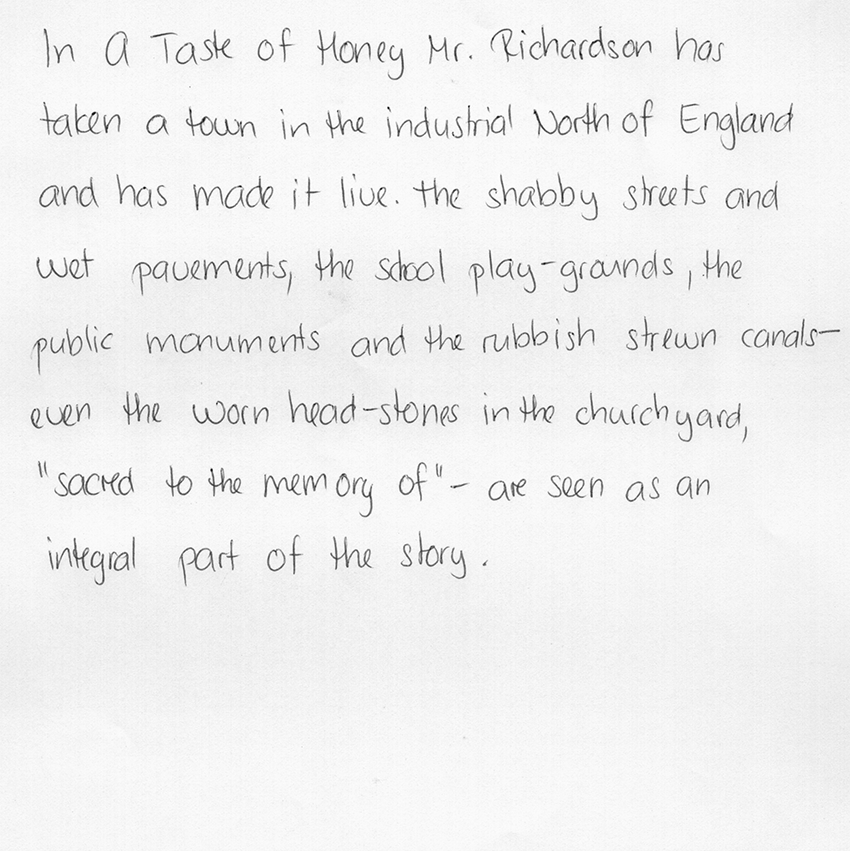 In A Taste of Honey Mr. Richardson has
taken a town in the industrial North of England
and has made it live. the shabby streets and
wet pavements, the school play-grounds, the
public monuments and the rubbish strewn canals-
even the worn head-stones in the churchyard,
"sacred to the memory of" - are seen as an
integral part of the story.